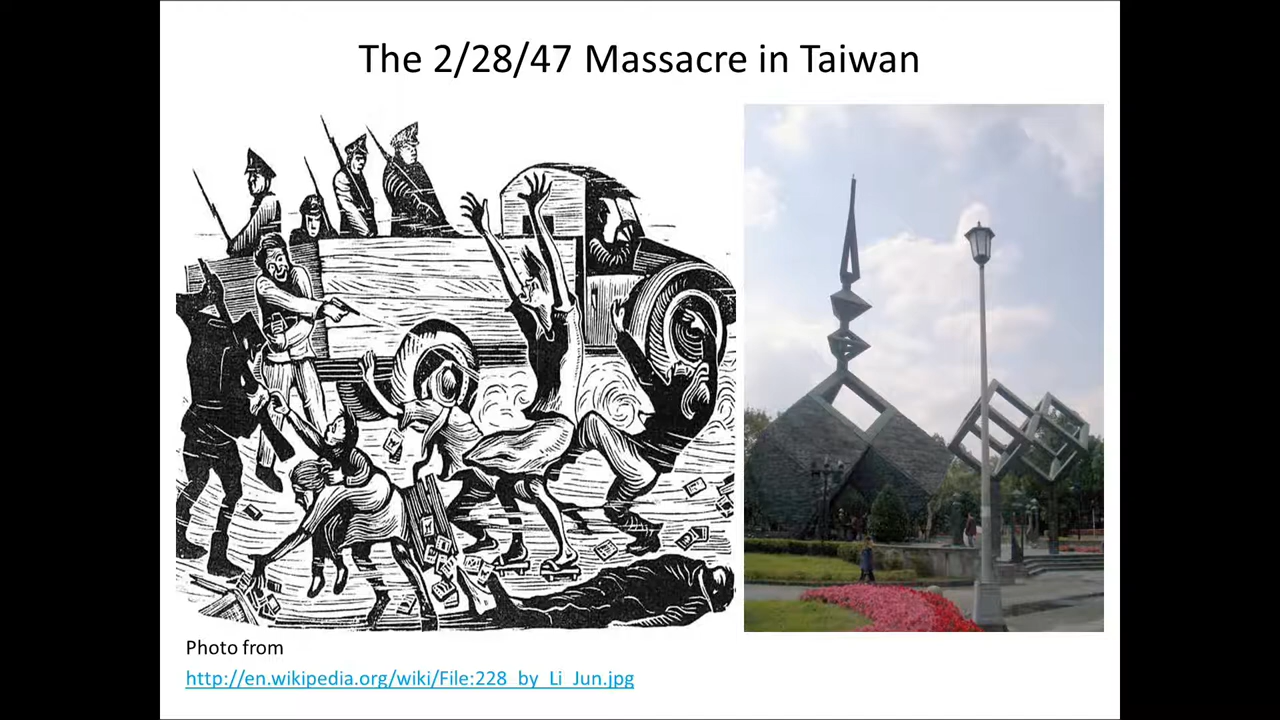 The 2/28/47 Massacre in Taiwan
Photo from
http://en.wikipedia.org/wiki/File:228_by_Li_Jun.jpg